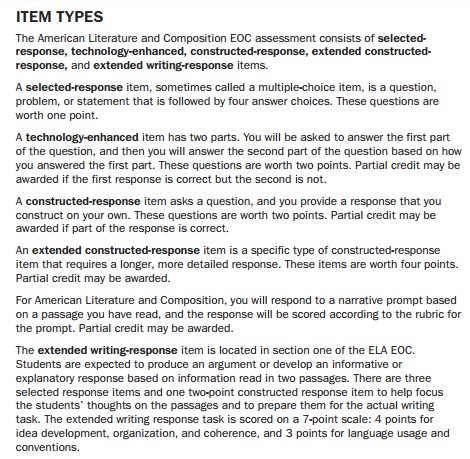 ITEM TYPES
The American Literature and Composition EOC assessment consists of selected-
response, technology-enhanced, constructed-response, extended constructed-
response, and extended writing-response items.
A selected-response item, sometimes called a multiple-choice item, is a question,
problem, or statement that is followed by four answer choices. These questions are
worth one point.
A technology-enhanced item has two parts. You will be asked to answer the first part
of the question, and then you will answer the second part of the question based on how
you answered the first part. These questions are worth two points. Partial credit may be
awarded if the first response is correct but the second is not.
A constructed-response item asks a question, and you provide a response that you
construct on your own. These questions are worth two points. Partial credit may be
awarded if part of the response is correct.
An extended constructed-response item is a specific type of constructed-response
item that requires a longer, more detailed response. These items are worth four points.
Partial credit may be awarded.
For American Literature and Composition, you will respond to a narrative prompt based
on a passage you have read, and the response will be scored according to the rubric for
the prompt. Partial credit may be awarded.
The extended writing-response item is located in section one of the ELA EOC.
Students are expected to produce an argument or develop an informative or
explanatory response based on information read in two passages. There are three
selected response items and one two-point constructed response item to help focus
the students' thoughts on the passages and to prepare them for the actual writing
task. The extended writing response task is scored on a 7-point scale: 4 points for
idea development, organization, and coherence, and 3 points for language usage and
conventions.